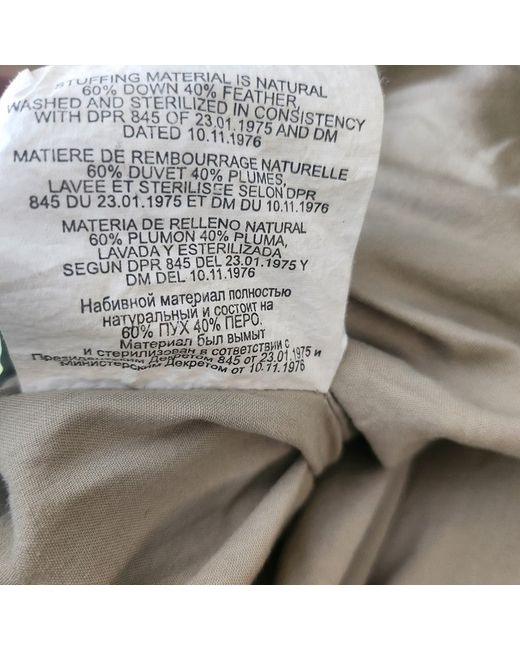 STUFFING MATERIAL IS NATURAL
60% DOWN 40% FEATHER,
WASHED AND STERILIZED IN CONSISTENCY
WITH DPR 845 OF 23.01.1975 AND DM
DATED 10.11.1976
MATIERE DE REMBOURRAGE NATURELLE
60% DUVET 40% PLUMES,
LAVEE ET STERILISEE SELON DPR
845 DU 23.01.1975 ET DM DU 10.11.1976
MATERIA DE RELLENO NATURAL
60% PLUMON 40% PLUMA,
LAVADA Y ESTERILIZADA
SEGUN DPR 845 DEL 23.01.1975 Y
DM DEL 10.11.1976
Набивной материал полностью
натуральный и состоит на
60% ПУХ 40% ПЕРО.
Материал был вымыт
и стерилизован в соответствии с
Президентским Декретом 845 от 23.01.1975 и
Министерским Декретом от 10.11.1976